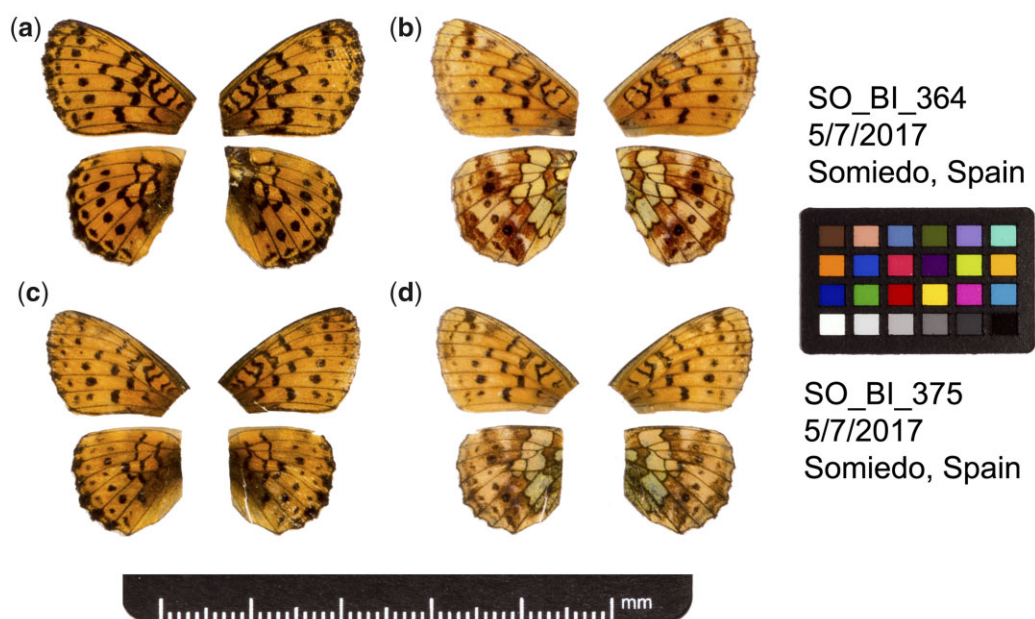 (a)
(b)
SO_BI_364
5/7/2017
Somiedo, Spain
(c)
(d)
SO_BI_375
5/7/2017
Somiedo, Spain
mm